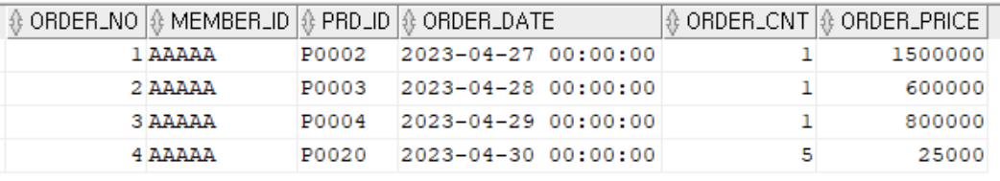 ORDER_NO MEMBER_ID PRD_ID ORDER_DATE ORDER_CNT ORDER_PRICE
1 AAAAA P0002 2023-04-27 00:00:00 1 1500000
2 AAAAA P0003 2023-04-28 00:00:00 1 600000
3 AAAAA P0004 2023-04-29 00:00:00 1 800000
4 AAAAA P0020 2023-04-30 00:00:00 5 25000